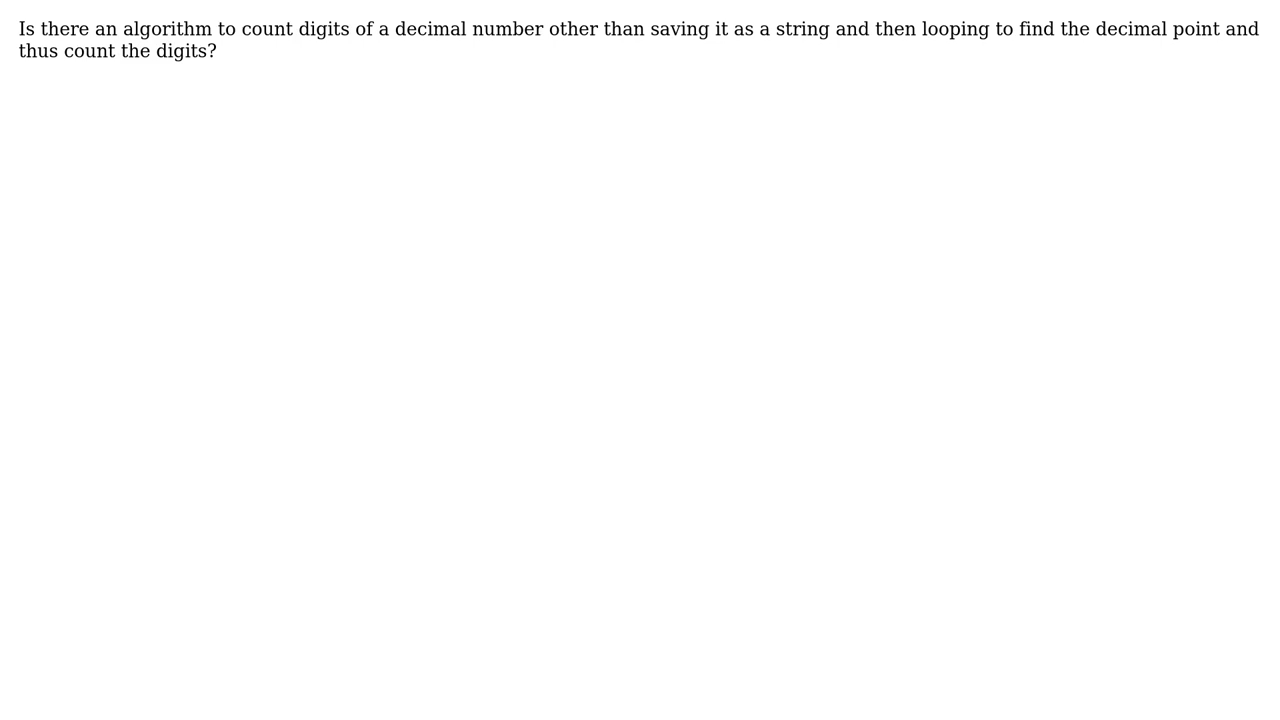 Is there an algorithm to count digits of a decimal number other than saving it as a string and then looping to find the decimal point and
thus count the digits?